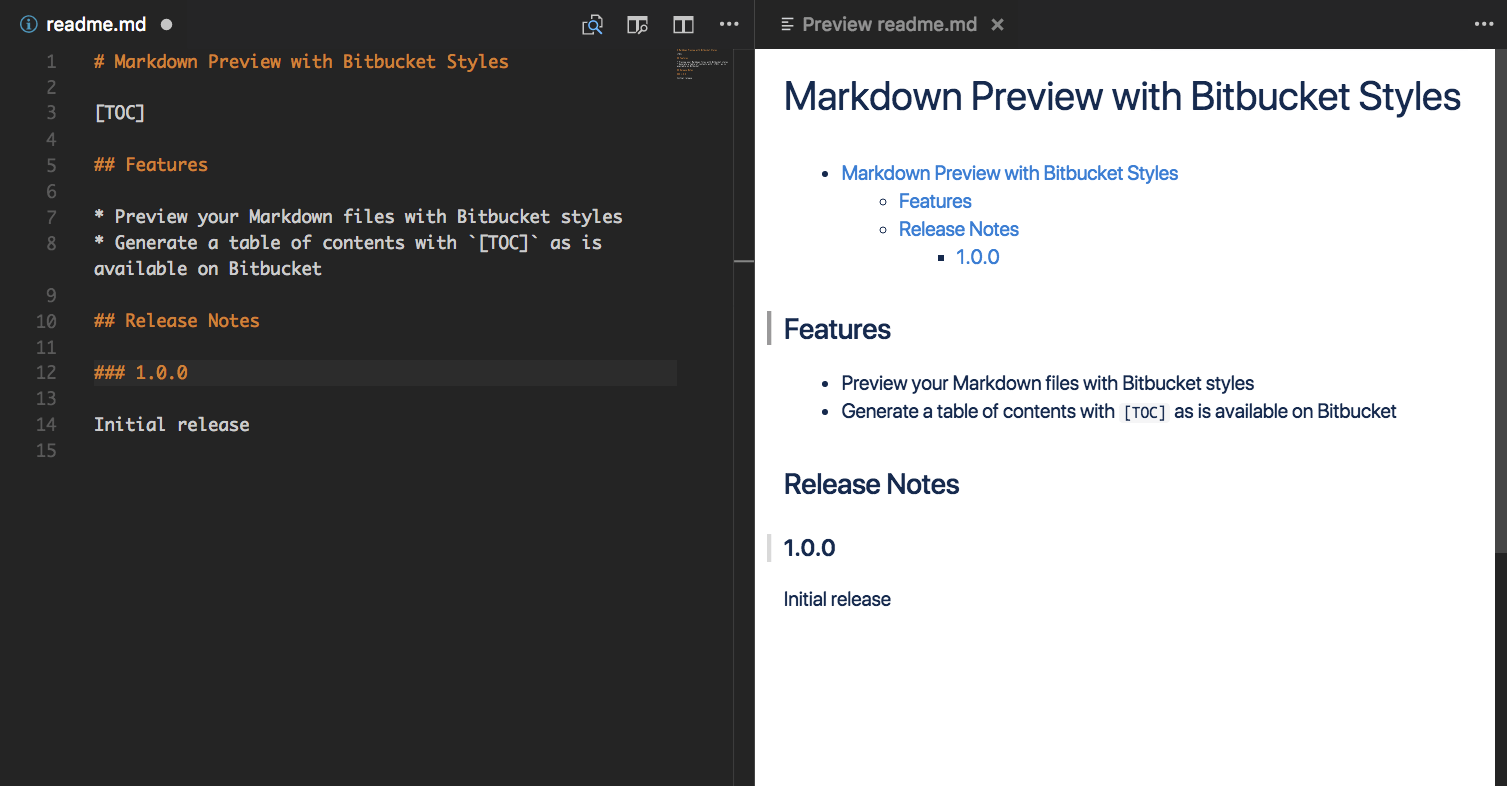 readme.md
Preview readme.md
1 # Markdown Preview with Bitbucket Styles
2
3 [TOC]
4
5 ## Features
6
7 * Preview your Markdown files with Bitbucket styles
8 * Generate a table of contents with `[TOC]` as is
available on Bitbucket
9
10 ## Release Notes
11
12 ### 1.0.0
13
14 Initial release
15
Markdown Preview with Bitbucket Styles
• Markdown Preview with Bitbucket Styles
◦ Features
◦ Release Notes
▪ 1.0.0
Features
• Preview your Markdown files with Bitbucket styles
• Generate a table of contents with [TOC] as is available on Bitbucket
Release Notes
1.0.0
Initial release